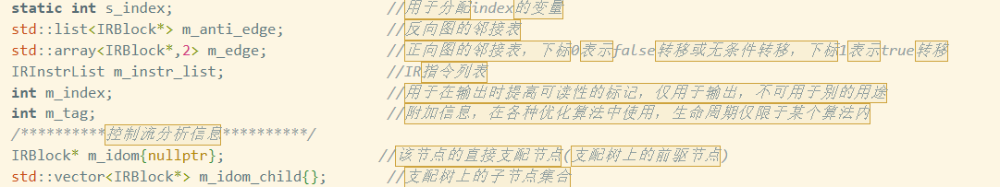 static int s_index; //用于分配index的变量
std::list<IRBlock*> m_anti_edge; //反向图的邻接表
std::array<IRBlock*,2> m_edge; //正向图的邻接表，下标0表示false转移或无条件转移，下标1表示true转移
IRInstrList m_instr_list; //IR指令列表
int m_index; //用于在输出时提高可读性的标记，仅用于输出，不可用于别的用途
int m_tag; //附加信息，在各种优化算法中使用，生命周期仅限于某个算法内
/**********控制流分析信息**********/
IRBlock* m_idom{nullptr}; //该节点的直接支配节点(支配树上的前驱节点)
std::vector<IRBlock*> m_idom_child{}; //支配树上的子节点集合